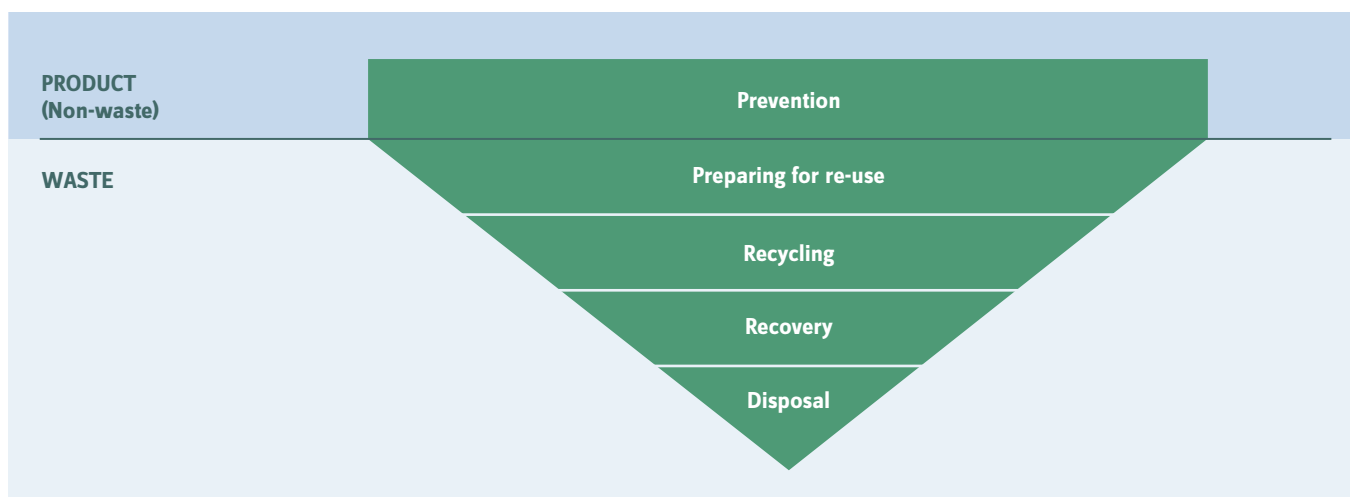 PRODUCT
(Non-waste)
Prevention
WASTE
Preparing for re-use
Recycling
Recovery
Disposal